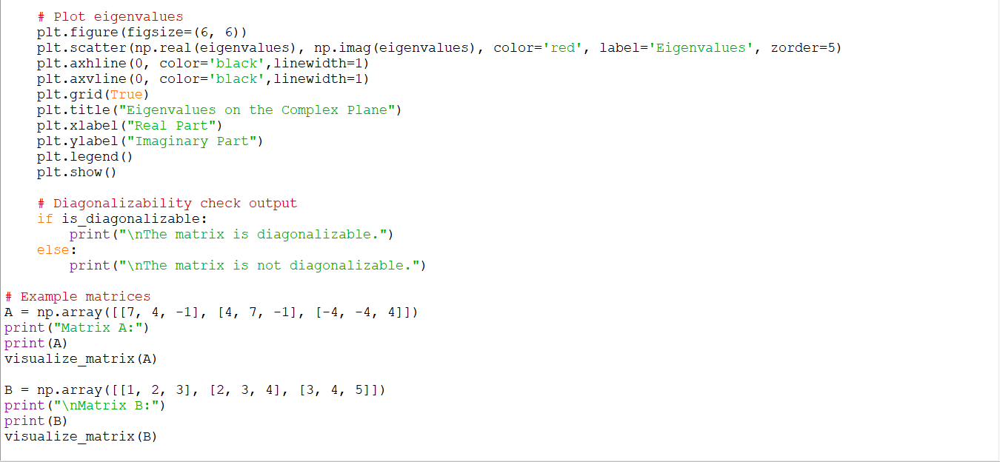 # Plot eigenvalues
    plt.figure(figsize=(6, 6))
    plt.scatter(np.real(eigenvalues), np.imag(eigenvalues), color='red', label='Eigenvalues', zorder=5)
    plt.axhline(0, color='black',linewidth=1)
    plt.axvline(0, color='black',linewidth=1)
    plt.grid(True)
    plt.title("Eigenvalues on the Complex Plane")
    plt.xlabel("Real Part")
    plt.ylabel("Imaginary Part")
    plt.legend()
    plt.show()

    # Diagonalizability check output
    if is_diagonalizable:
        print("\nThe matrix is diagonalizable.")
    else:
        print("\nThe matrix is not diagonalizable.")

# Example matrices
A = np.array([[7, 4, -1], [4, 7, -1], [-4, -4, 4]])
print("Matrix A:")
print(A)
visualize_matrix(A)

B = np.array([[1, 2, 3], [2, 3, 4], [3, 4, 5]])
print("\nMatrix B:")
print(B)
visualize_matrix(B)